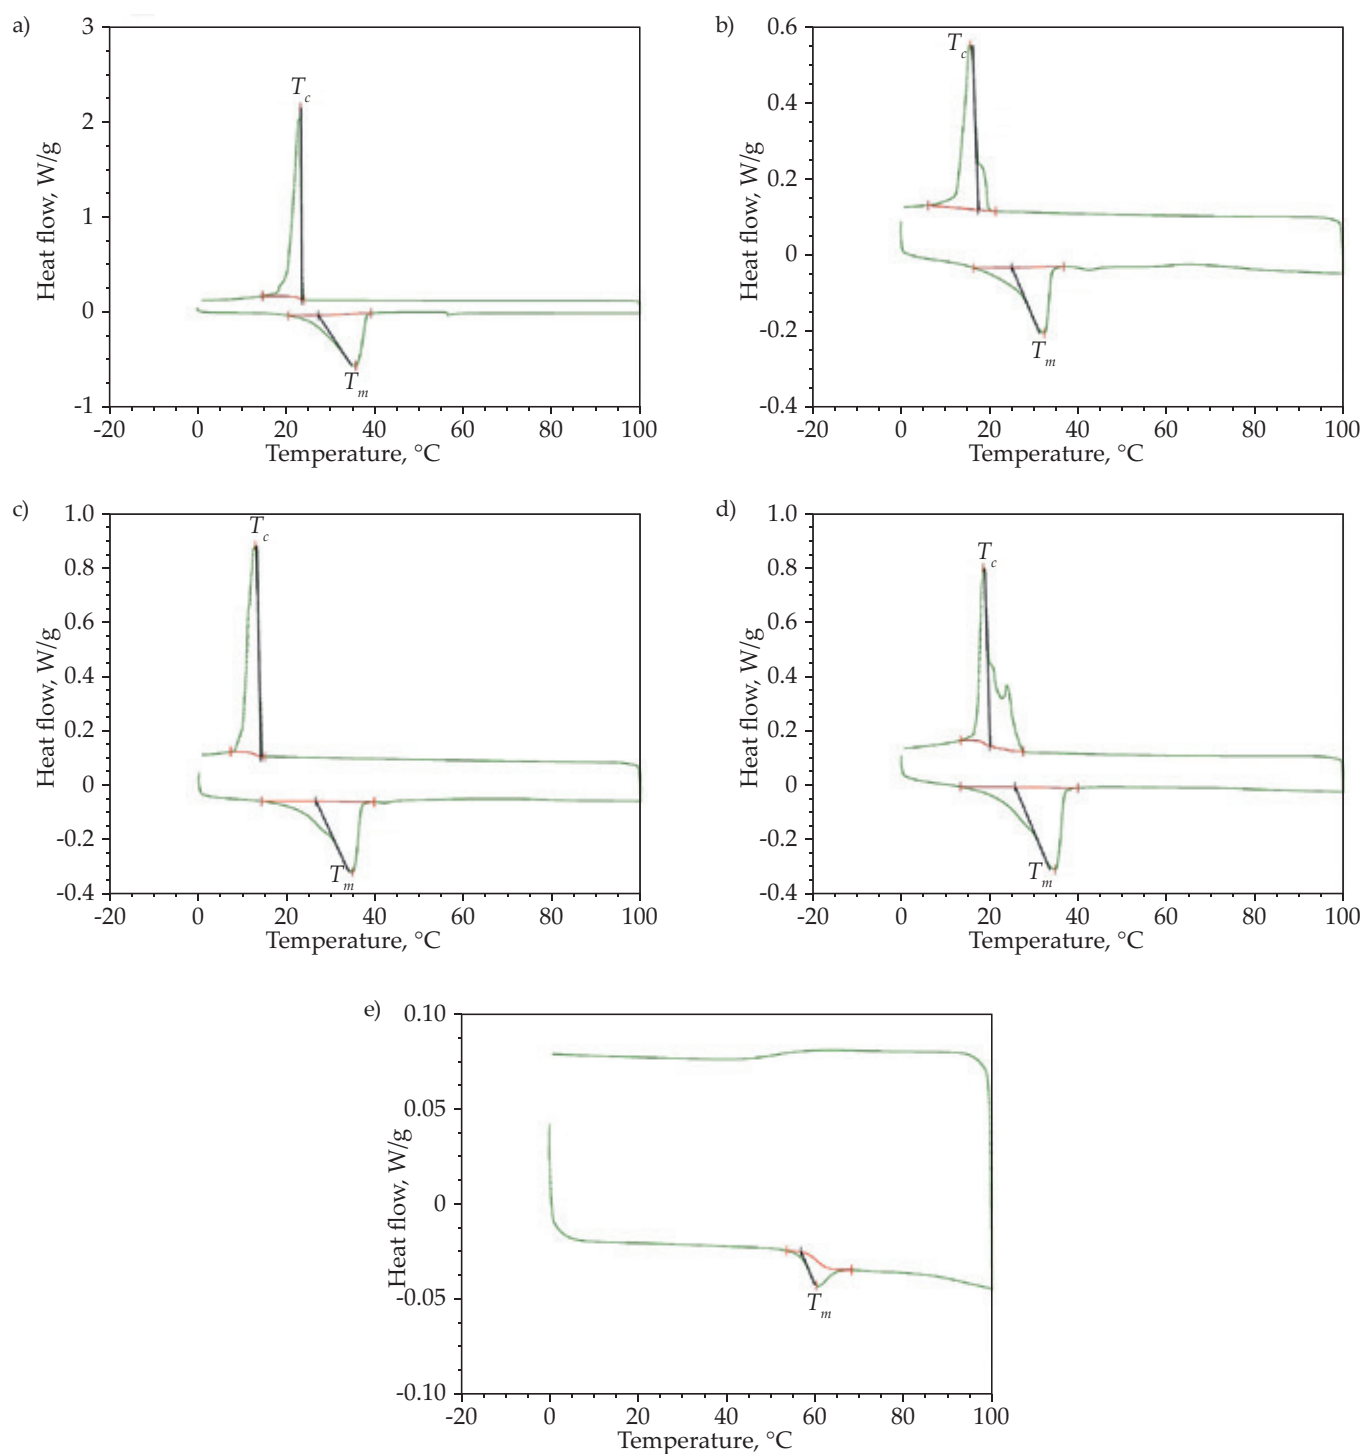 a)
3
2
1
0
-1
Heat flow, W/g
T_c
T_m
-20 0 20 40 60 80 100
Temperature, °C
b)
0.6
0.4
0.2
0
-0.2
-0.4
Heat flow, W/g
T_c
T_m
-20 0 20 40 60 80 100
Temperature, °C
c)
1.0
0.8
0.6
0.4
0.2
0
-0.2
-0.4
Heat flow, W/g
T_c
T_m
-20 0 20 40 60 80 100
Temperature, °C
d)
1.0
0.8
0.6
0.4
0.2
0
-0.2
-0.4
Heat flow, W/g
T_c
T_m
-20 0 20 40 60 80 100
Temperature, °C
e)
0.10
0.05
0
-0.05
-0.10
Heat flow, W/g
T_m
-20 0 20 40 60 80 100
Temperature, °C